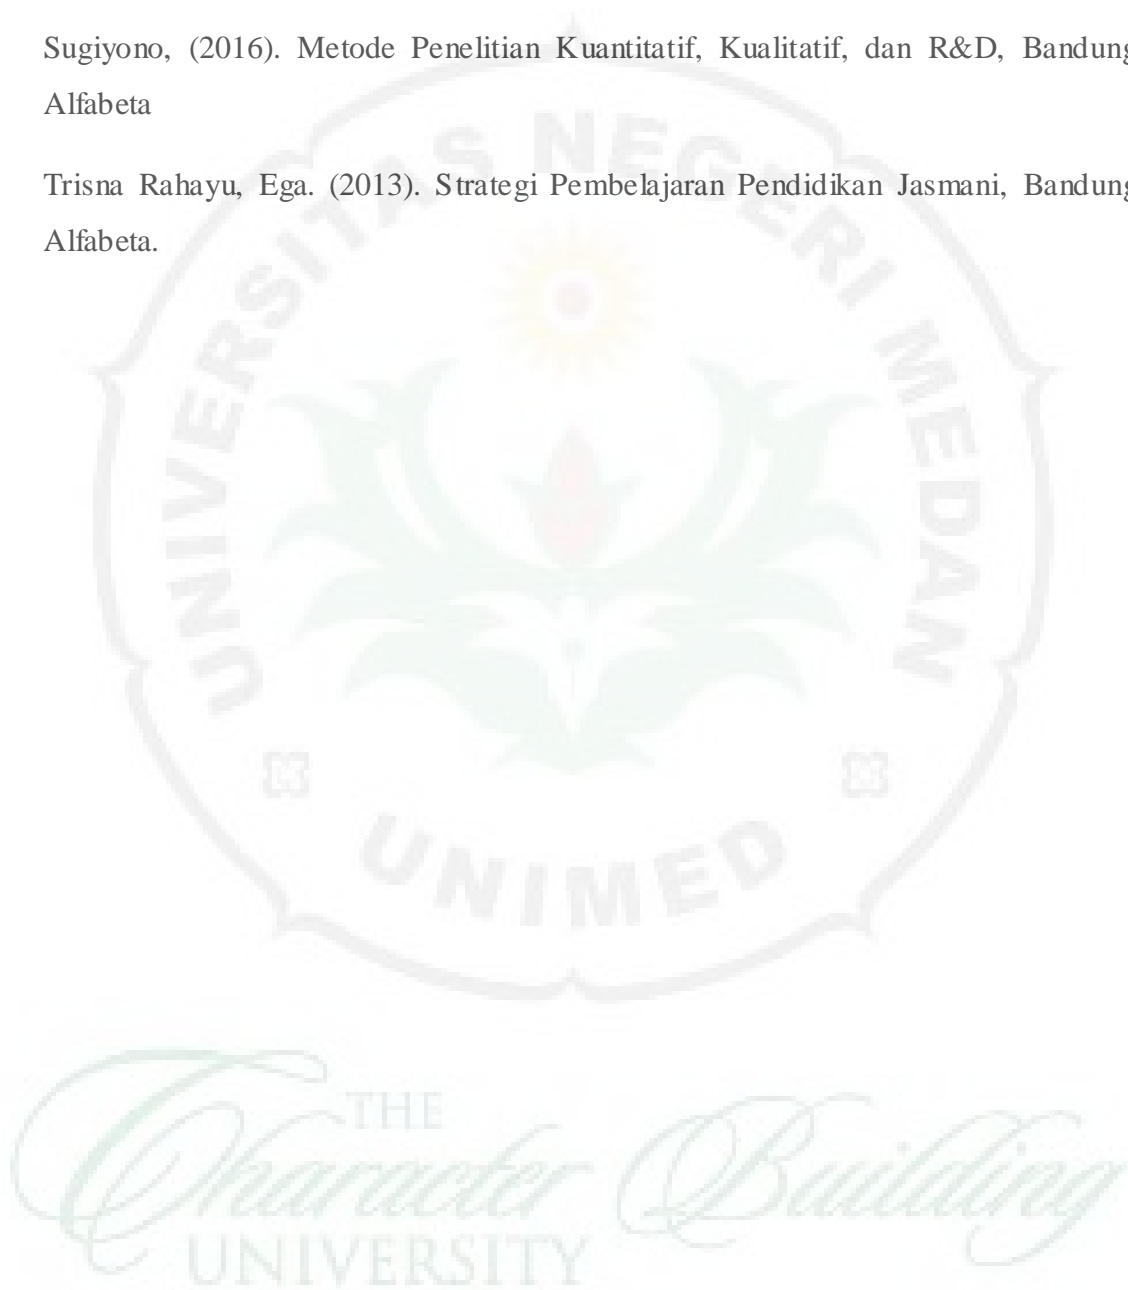 Sugiyono, (2016). Metode Penelitian Kuantitatif, Kualitatif, dan R&D, Bandung
Alfabeta
Trisna Rahayu, Ega. (2013). Strategi Pembelajaran Pendidikan Jasmani, Bandung
Alfabeta.
UNIVERSITAS NEGERI MEDAN
UNIMED
THE
Character Building
UNIVERSITY